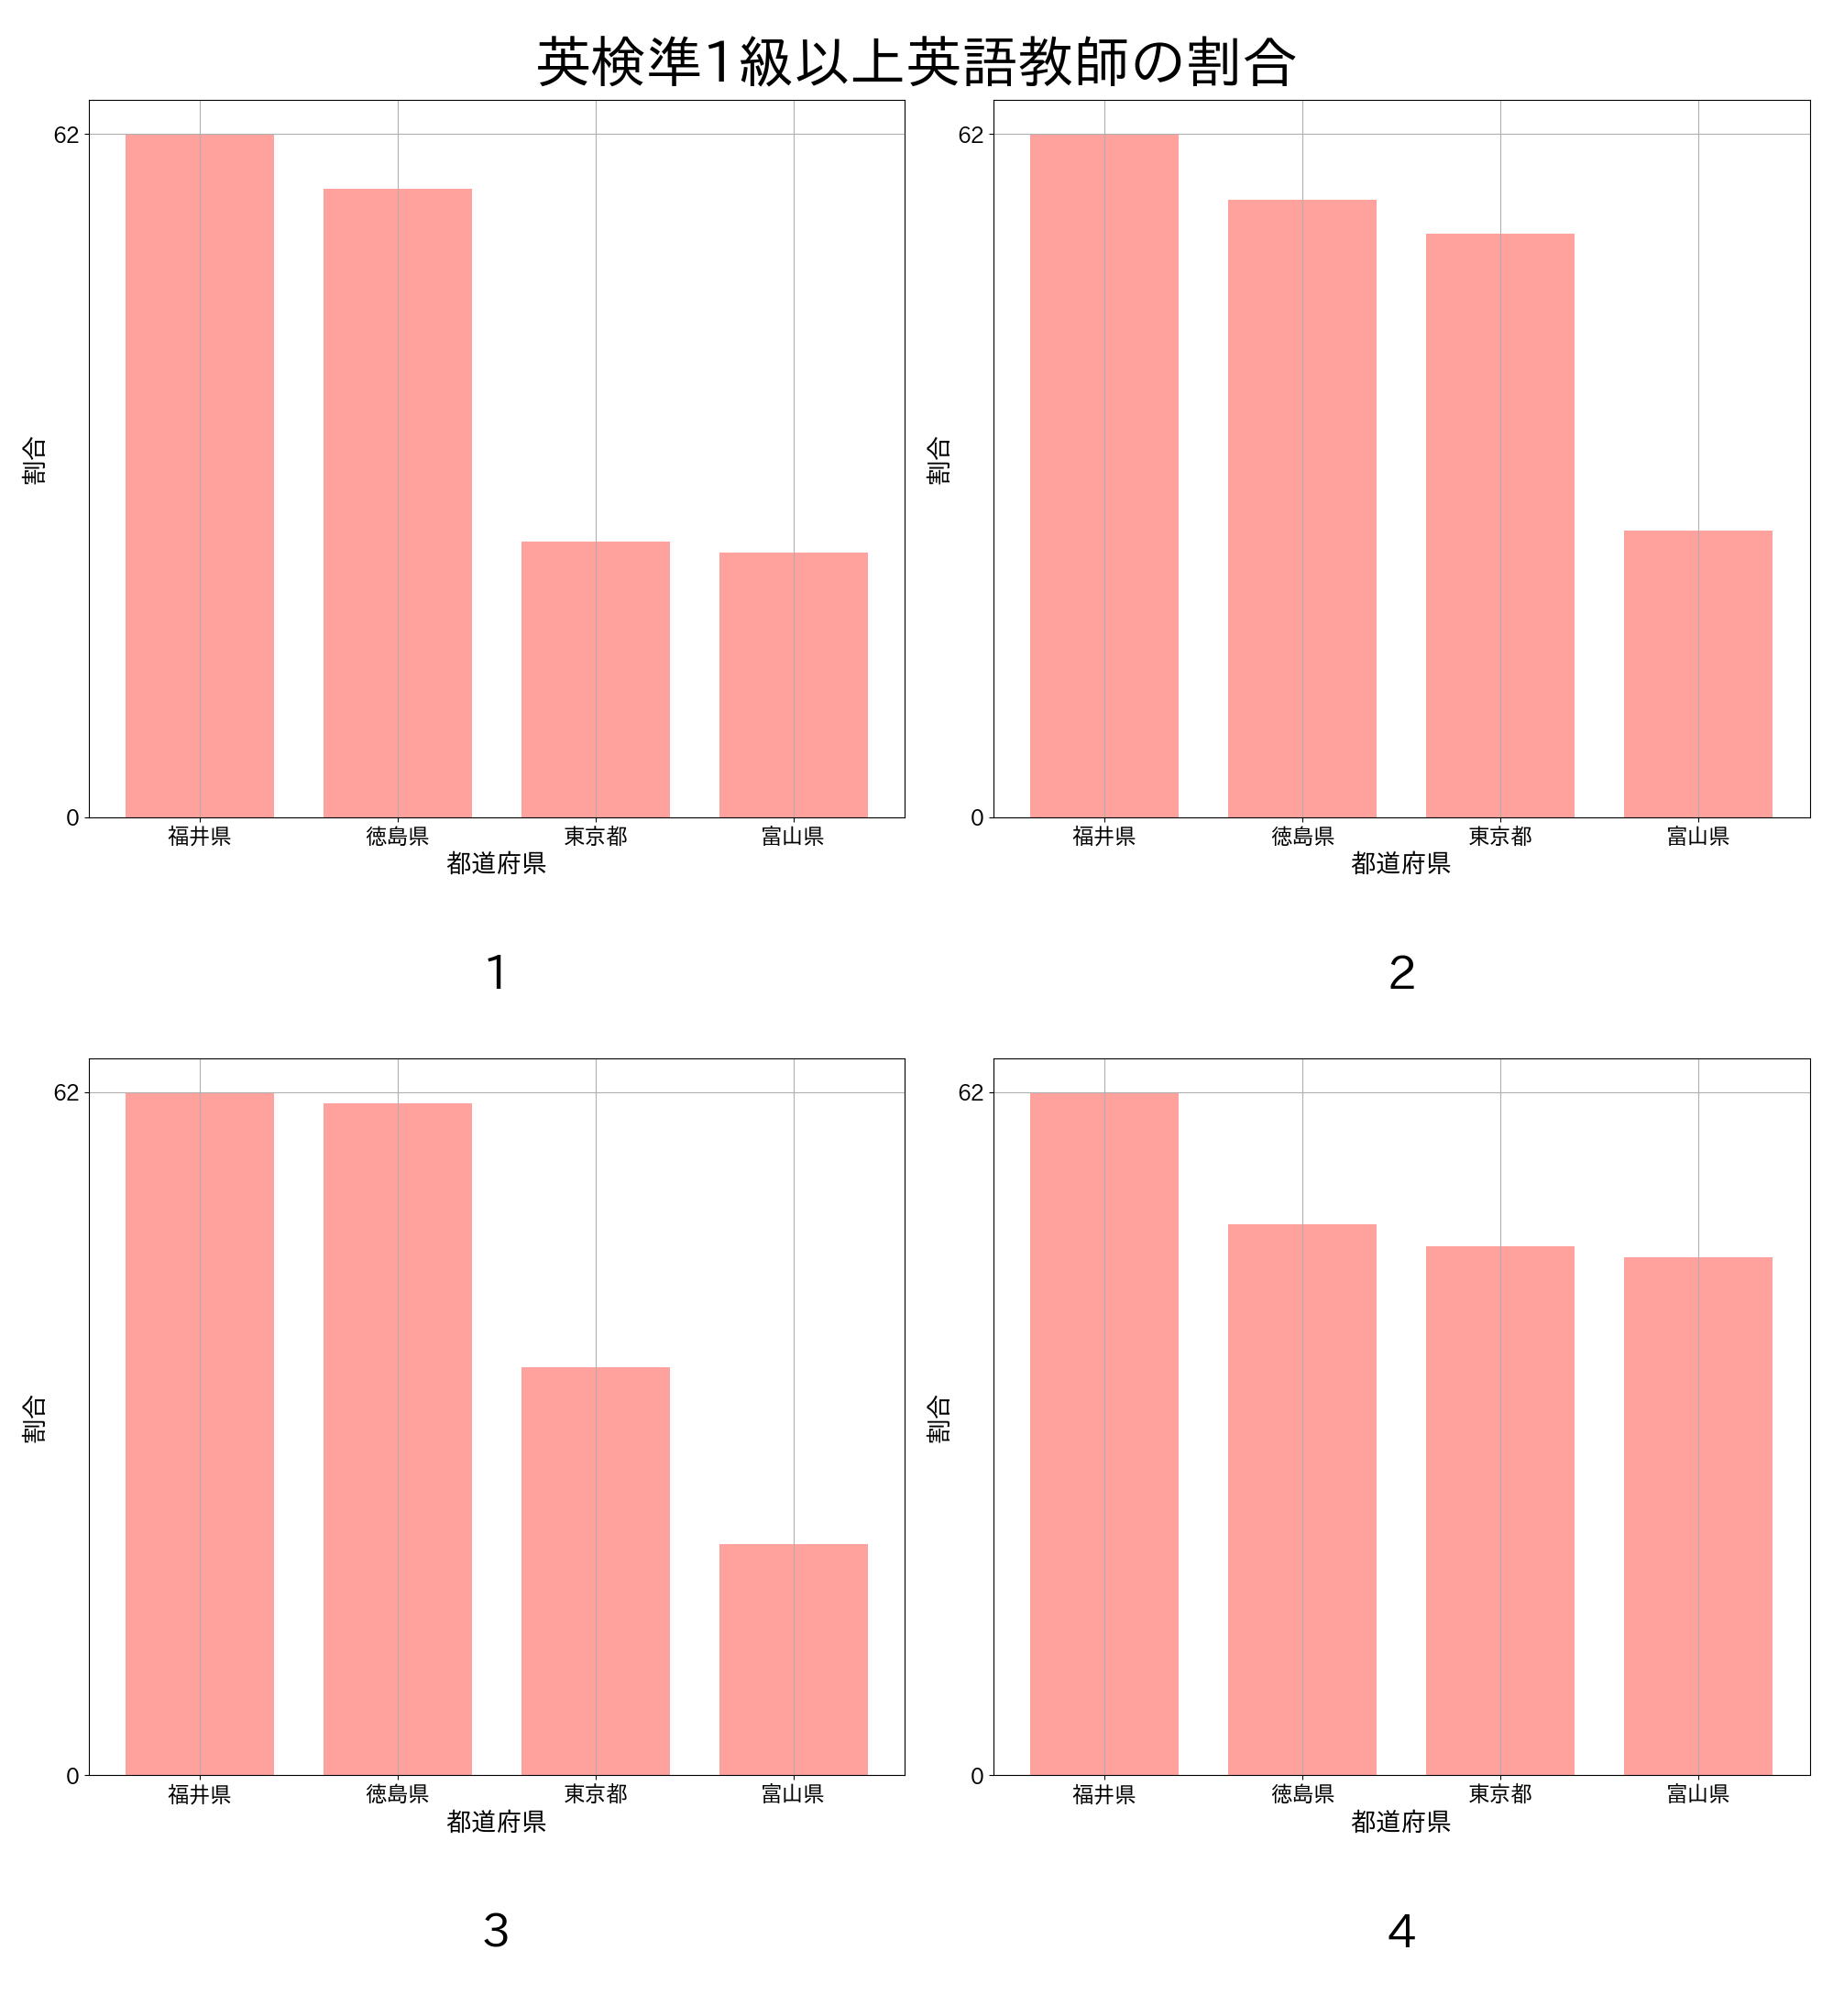 英検準1級以上英語教師の割合
62
割合
0
福井県 徳島県 東京都 富山県
都道府県
1
62
割合
0
福井県 徳島県 東京都 富山県
都道府県
2
62
割合
0
福井県 徳島県 東京都 富山県
都道府県
3
62
割合
0
福井県 徳島県 東京都 富山県
都道府県
4